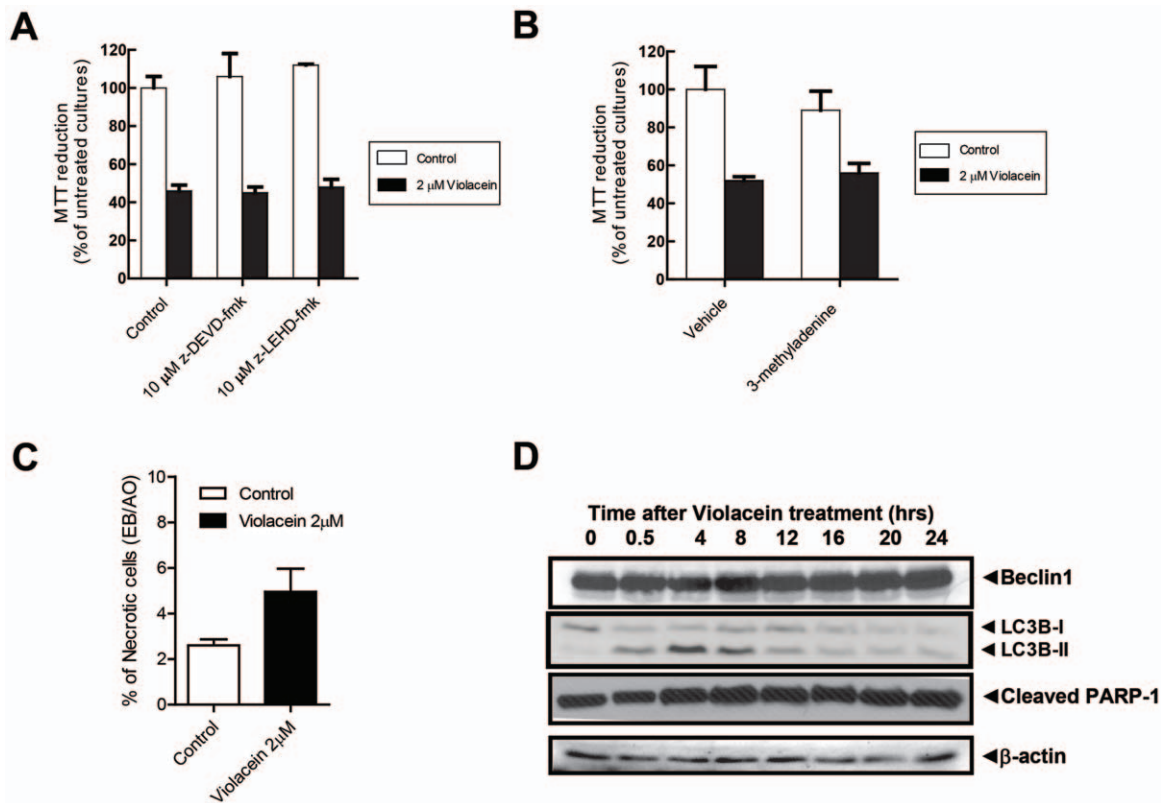 A
MTT reduction
(% of untreated cultures)
120
100
80
60
40
20
0
Control
10 μM z-DEVD-fmk
10 μM z-LEHD-fmk
Control
2 μM Violacein
B
MTT reduction
(% of untreated cultures)
120
100
80
60
40
20
0
Vehicle
3-methyladenine
Control
2 μM Violacein
C
% of Necrotic cells (EB/AO)
10
8
6
4
2
0
Control
Violacein 2μM
Control
Violacein 2μM
D
Time after Violacein treatment (hrs)
0 0.5 4 8 12 16 20 24
Beclin1
LC3B-I
LC3B-II
Cleaved PARP-1
β-actin